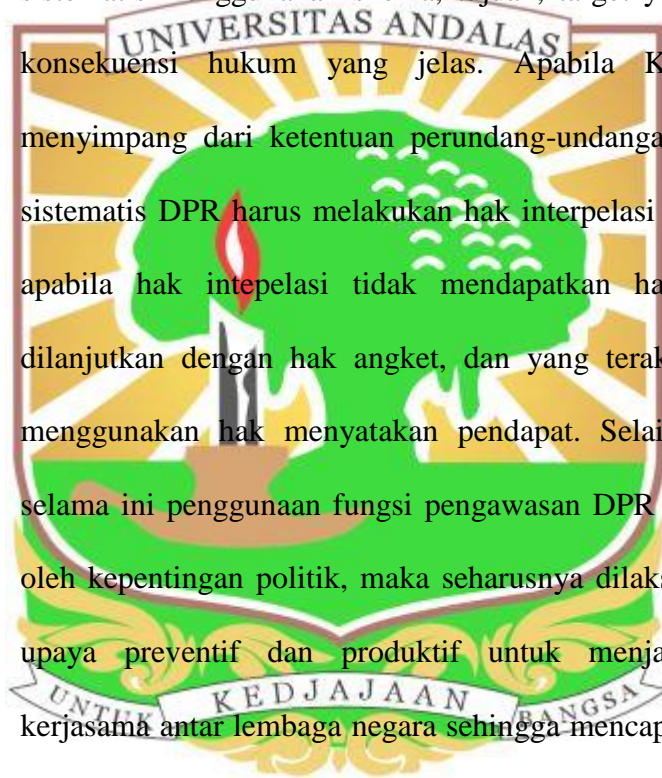 UNIVERSITAS ANDALAS
konsekuensi hukum yang jelas. Apabila K
menyimpang dari ketentuan perundang-undanga
sistematis DPR harus melakukan hak interpelasi
apabila hak intepelasi tidak mendapatkan ha
dilanjutkan dengan hak angket, dan yang terak
menggunakan hak menyatakan pendapat. Selai
selama ini penggunaan fungsi pengawasan DPR
oleh kepentingan politik, maka seharusnya dilaks
upaya preventif dan produktif untuk menja
UNTUK KEDJAJAAN BANGSA
kerjasama antar lembaga negara sehingga mencap